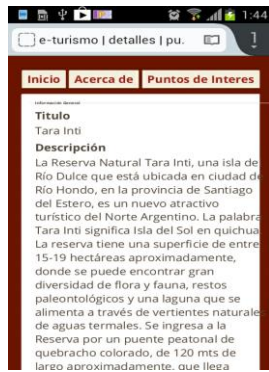 1:44
e-turismo | detalles | pu.
1
Inicio Acerca de Puntos de Interes
Información General
Titulo
Tara Inti
Descripción
La Reserva Natural Tara Inti, una isla de
Río Dulce que está ubicada en ciudad de
Río Hondo, en la provincia de Santiago
del Estero, es un nuevo atractivo
turístico del Norte Argentino. La palabra
Tara Inti significa Isla del Sol en quichua
La reserva tiene una superficie de entre
15-19 hectáreas aproximadamente,
donde se puede encontrar gran
diversidad de flora y fauna, restos
paleontológicos y una laguna que se
alimenta a través de vertientes naturale
de aguas termales. Se ingresa a la
Reserva por un puente peatonal de
quebracho colorado, de 120 mts de
largo aproximadamente, que llega